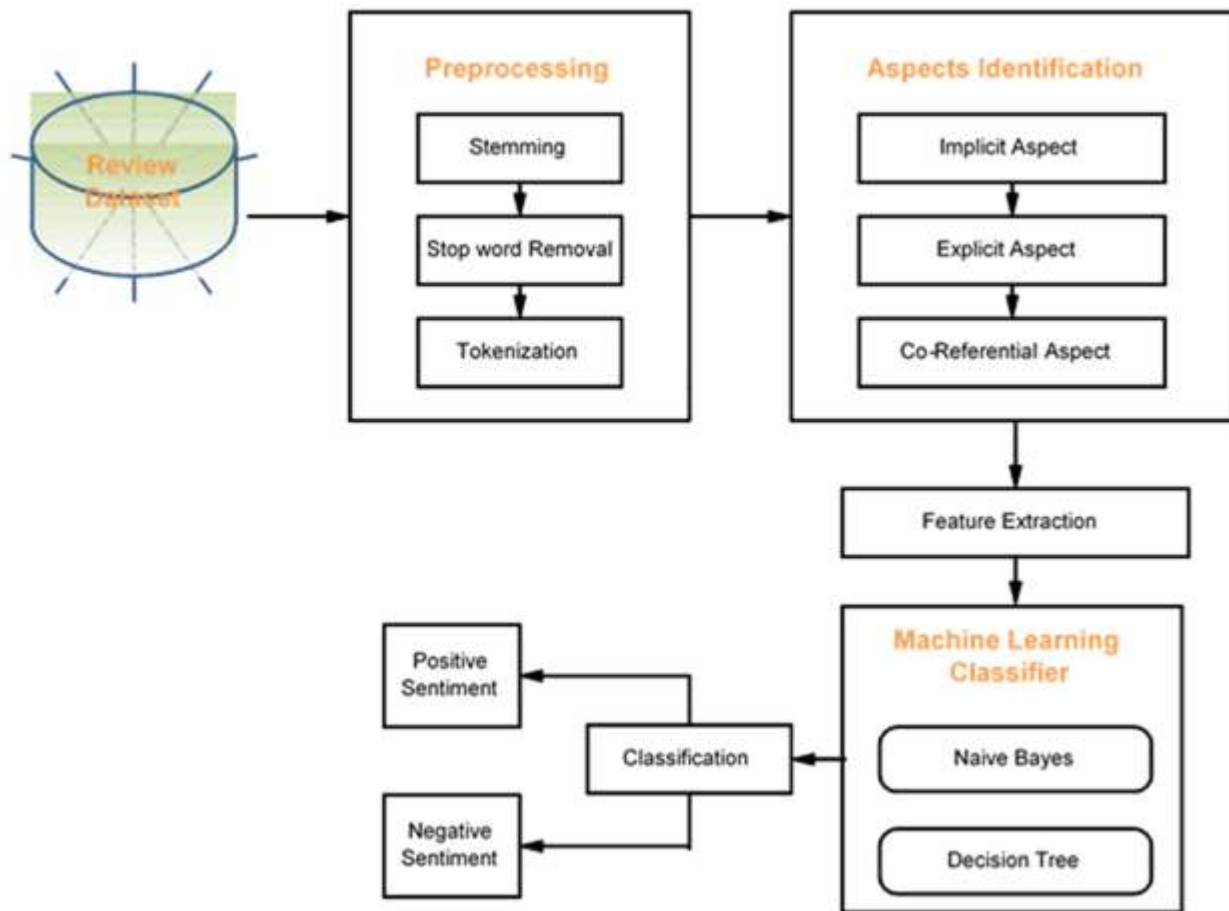 Review
Dataset
Preprocessing
Stemming
Stop word Removal
Tokenization
Aspects Identification
Implicit Aspect
Explicit Aspect
Co-Referential Aspect
Feature Extraction
Machine Learning
Classifier
Naive Bayes
Decision Tree
Classification
Positive
Sentiment
Negative
Sentiment